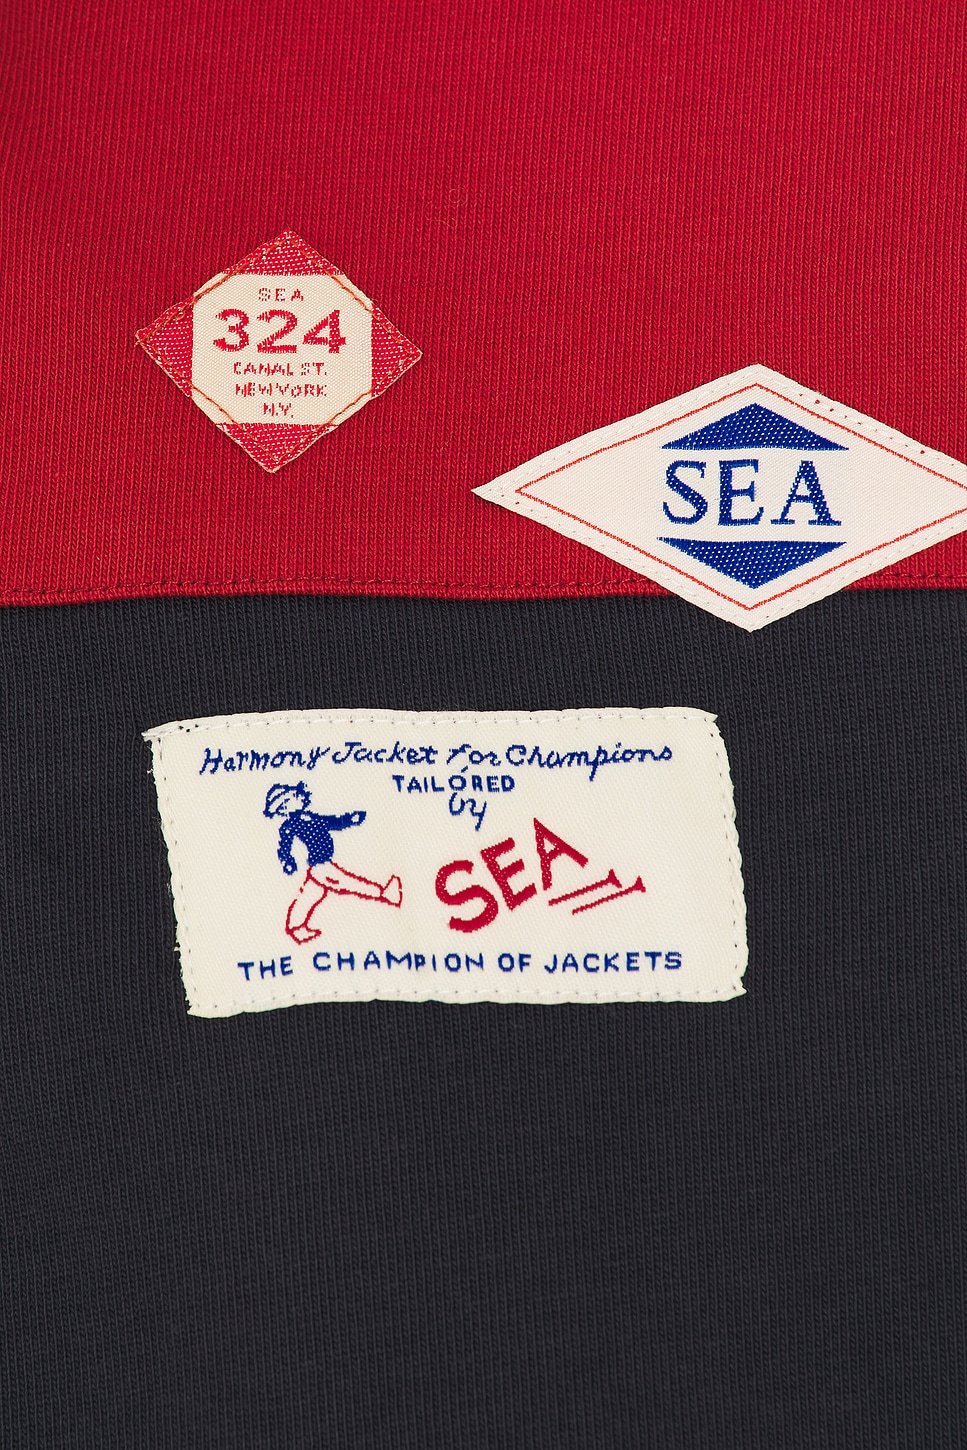 SEA
324
CANAL ST.
NEW YORK
N.Y.
SEA
Harmony Jacket for Champions
TAILORED
by
SEA
THE CHAMPION OF JACKETS